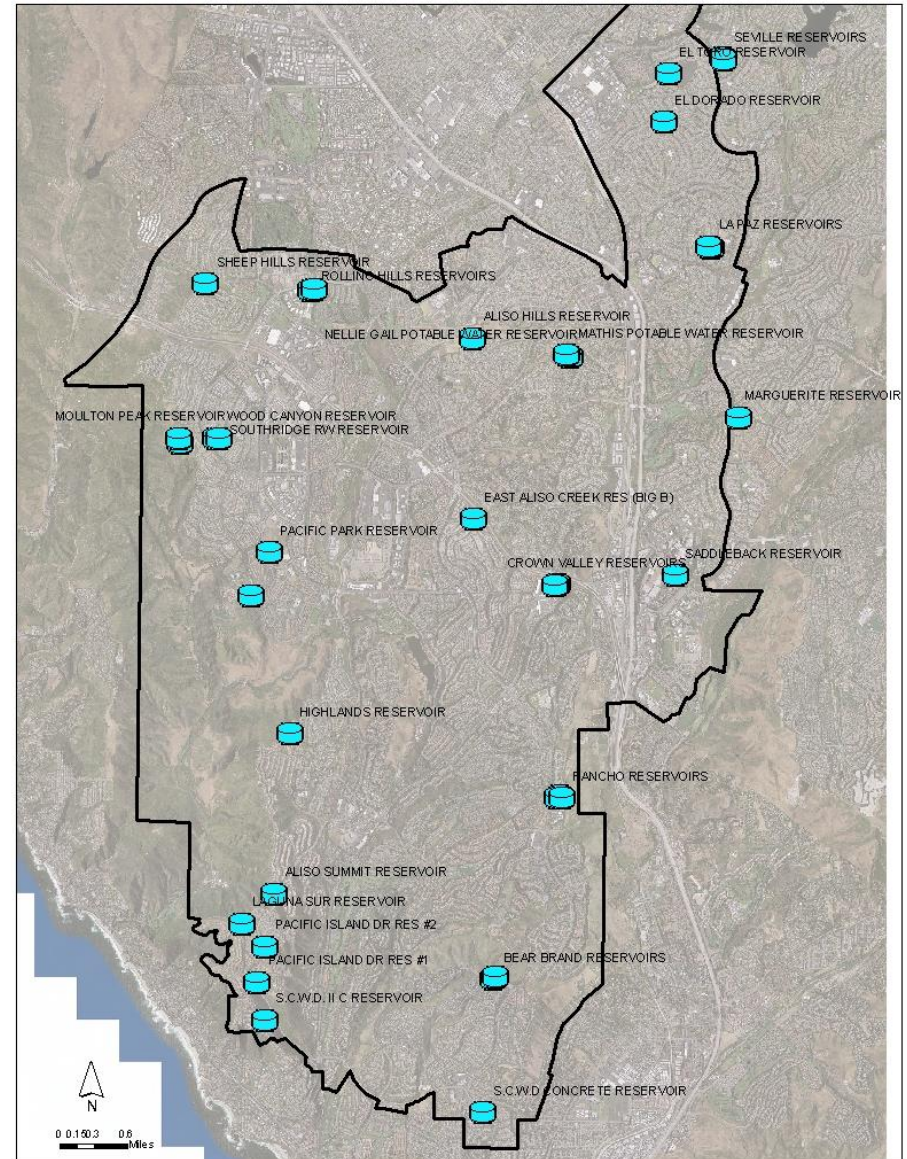 SEVILLE RESERVOIRS
EL TORO RESERVOIR
EL DORADO RESERVOIR
LA PAZ RESERVOIRS
SHEEP HILLS RESERVOIR
ROLLING HILLS RESERVOIRS
ALISO HILLS RESERVOIR
NELLIE GAIL POTABLE WATER RESERVOIR
MATHIS POTABLE WATER RESERVOIR
MARGUERITE RESERVOIR
MOULTON PEAK RESERVOIR
WOOD CANYON RESERVOIR
SOUTHRIDGE RW RESERVOIR
EAST ALISO CREEK RES (BIG B)
PACIFIC PARK RESERVOIR
CROWN VALLEY RESERVOIRS
SADDLEBACK RESERVOIR
HIGHLANDS RESERVOIR
RANCHO RESERVOIRS
ALISO SUMMIT RESERVOIR
LAGUNA SUR RESERVOIR
PACIFIC ISLAND DR RES #2
PACIFIC ISLAND DR RES #1
BEAR BRAND RESERVOIRS
S.C.W.D. II C RESERVOIR
S.C.W.D CONCRETE RESERVOIR
N
0 0.15 0.3 0.6
Miles